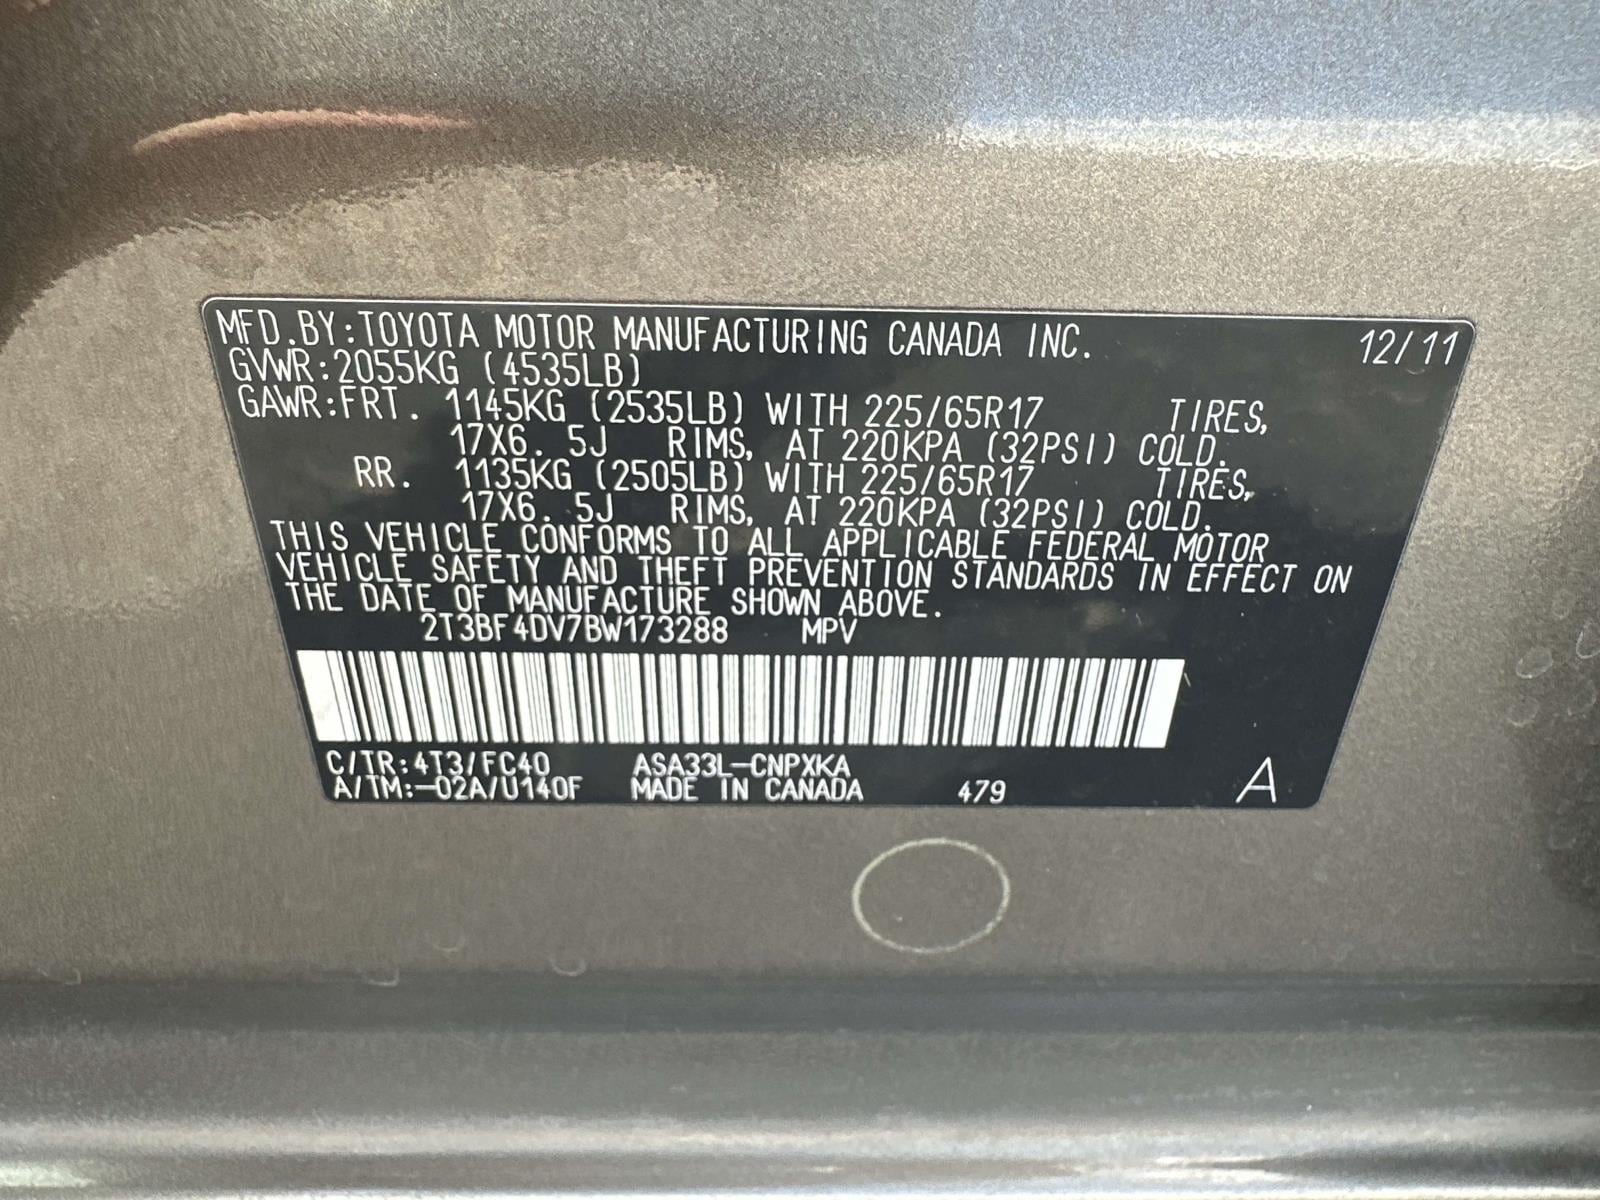 MFD.BY:TOYOTA MOTOR MANUFACTURING CANADA INC. 12/11
GVWR:2055KG (4535LB)
GAWR:FRT. 1145KG (2535LB) WITH 225/65R17 TIRES,
17X6.5J RIMS, AT 220KPA (32PSI) COLD.
RR. 1135KG (2505LB) WITH 225/65R17 TIRES,
17X6.5J RIMS, AT 220KPA (32PSI) COLD.
THIS VEHICLE CONFORMS TO ALL APPLICABLE FEDERAL MOTOR
VEHICLE SAFETY AND THEFT PREVENTION STANDARDS IN EFFECT ON
THE DATE OF MANUFACTURE SHOWN ABOVE.
2T3BF4DV7BW173288 MPV
C/TR:4T3/FC40 ASA33L-CNPXKA
A/TM:-02A/U140F MADE IN CANADA 479 A